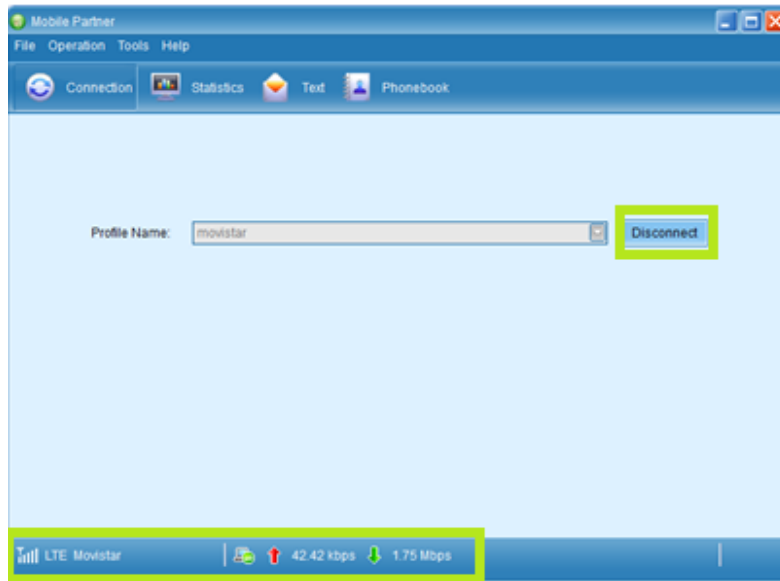 Mobile Partner
File Operation Tools Help
Connection Statistics Text Phonebook
Profile Name: movistar Disconnect
LTE Movistar 42.42 kbps 1.75 Mbps